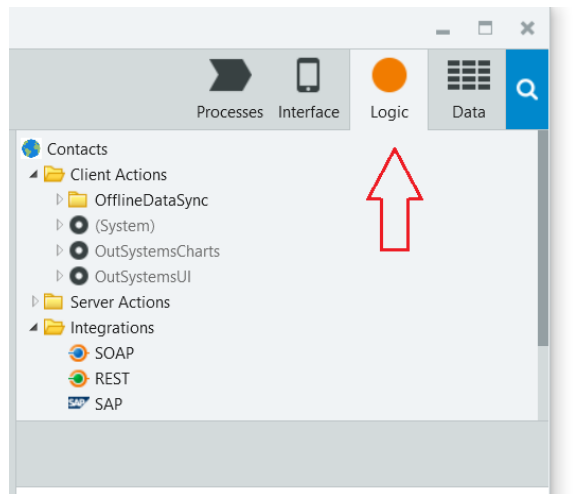 Processes Interface Logic Data
Contacts
Client Actions
OfflineDataSync
(System)
OutSystemsCharts
OutSystemsUI
Server Actions
Integrations
SOAP
REST
SAP SAP